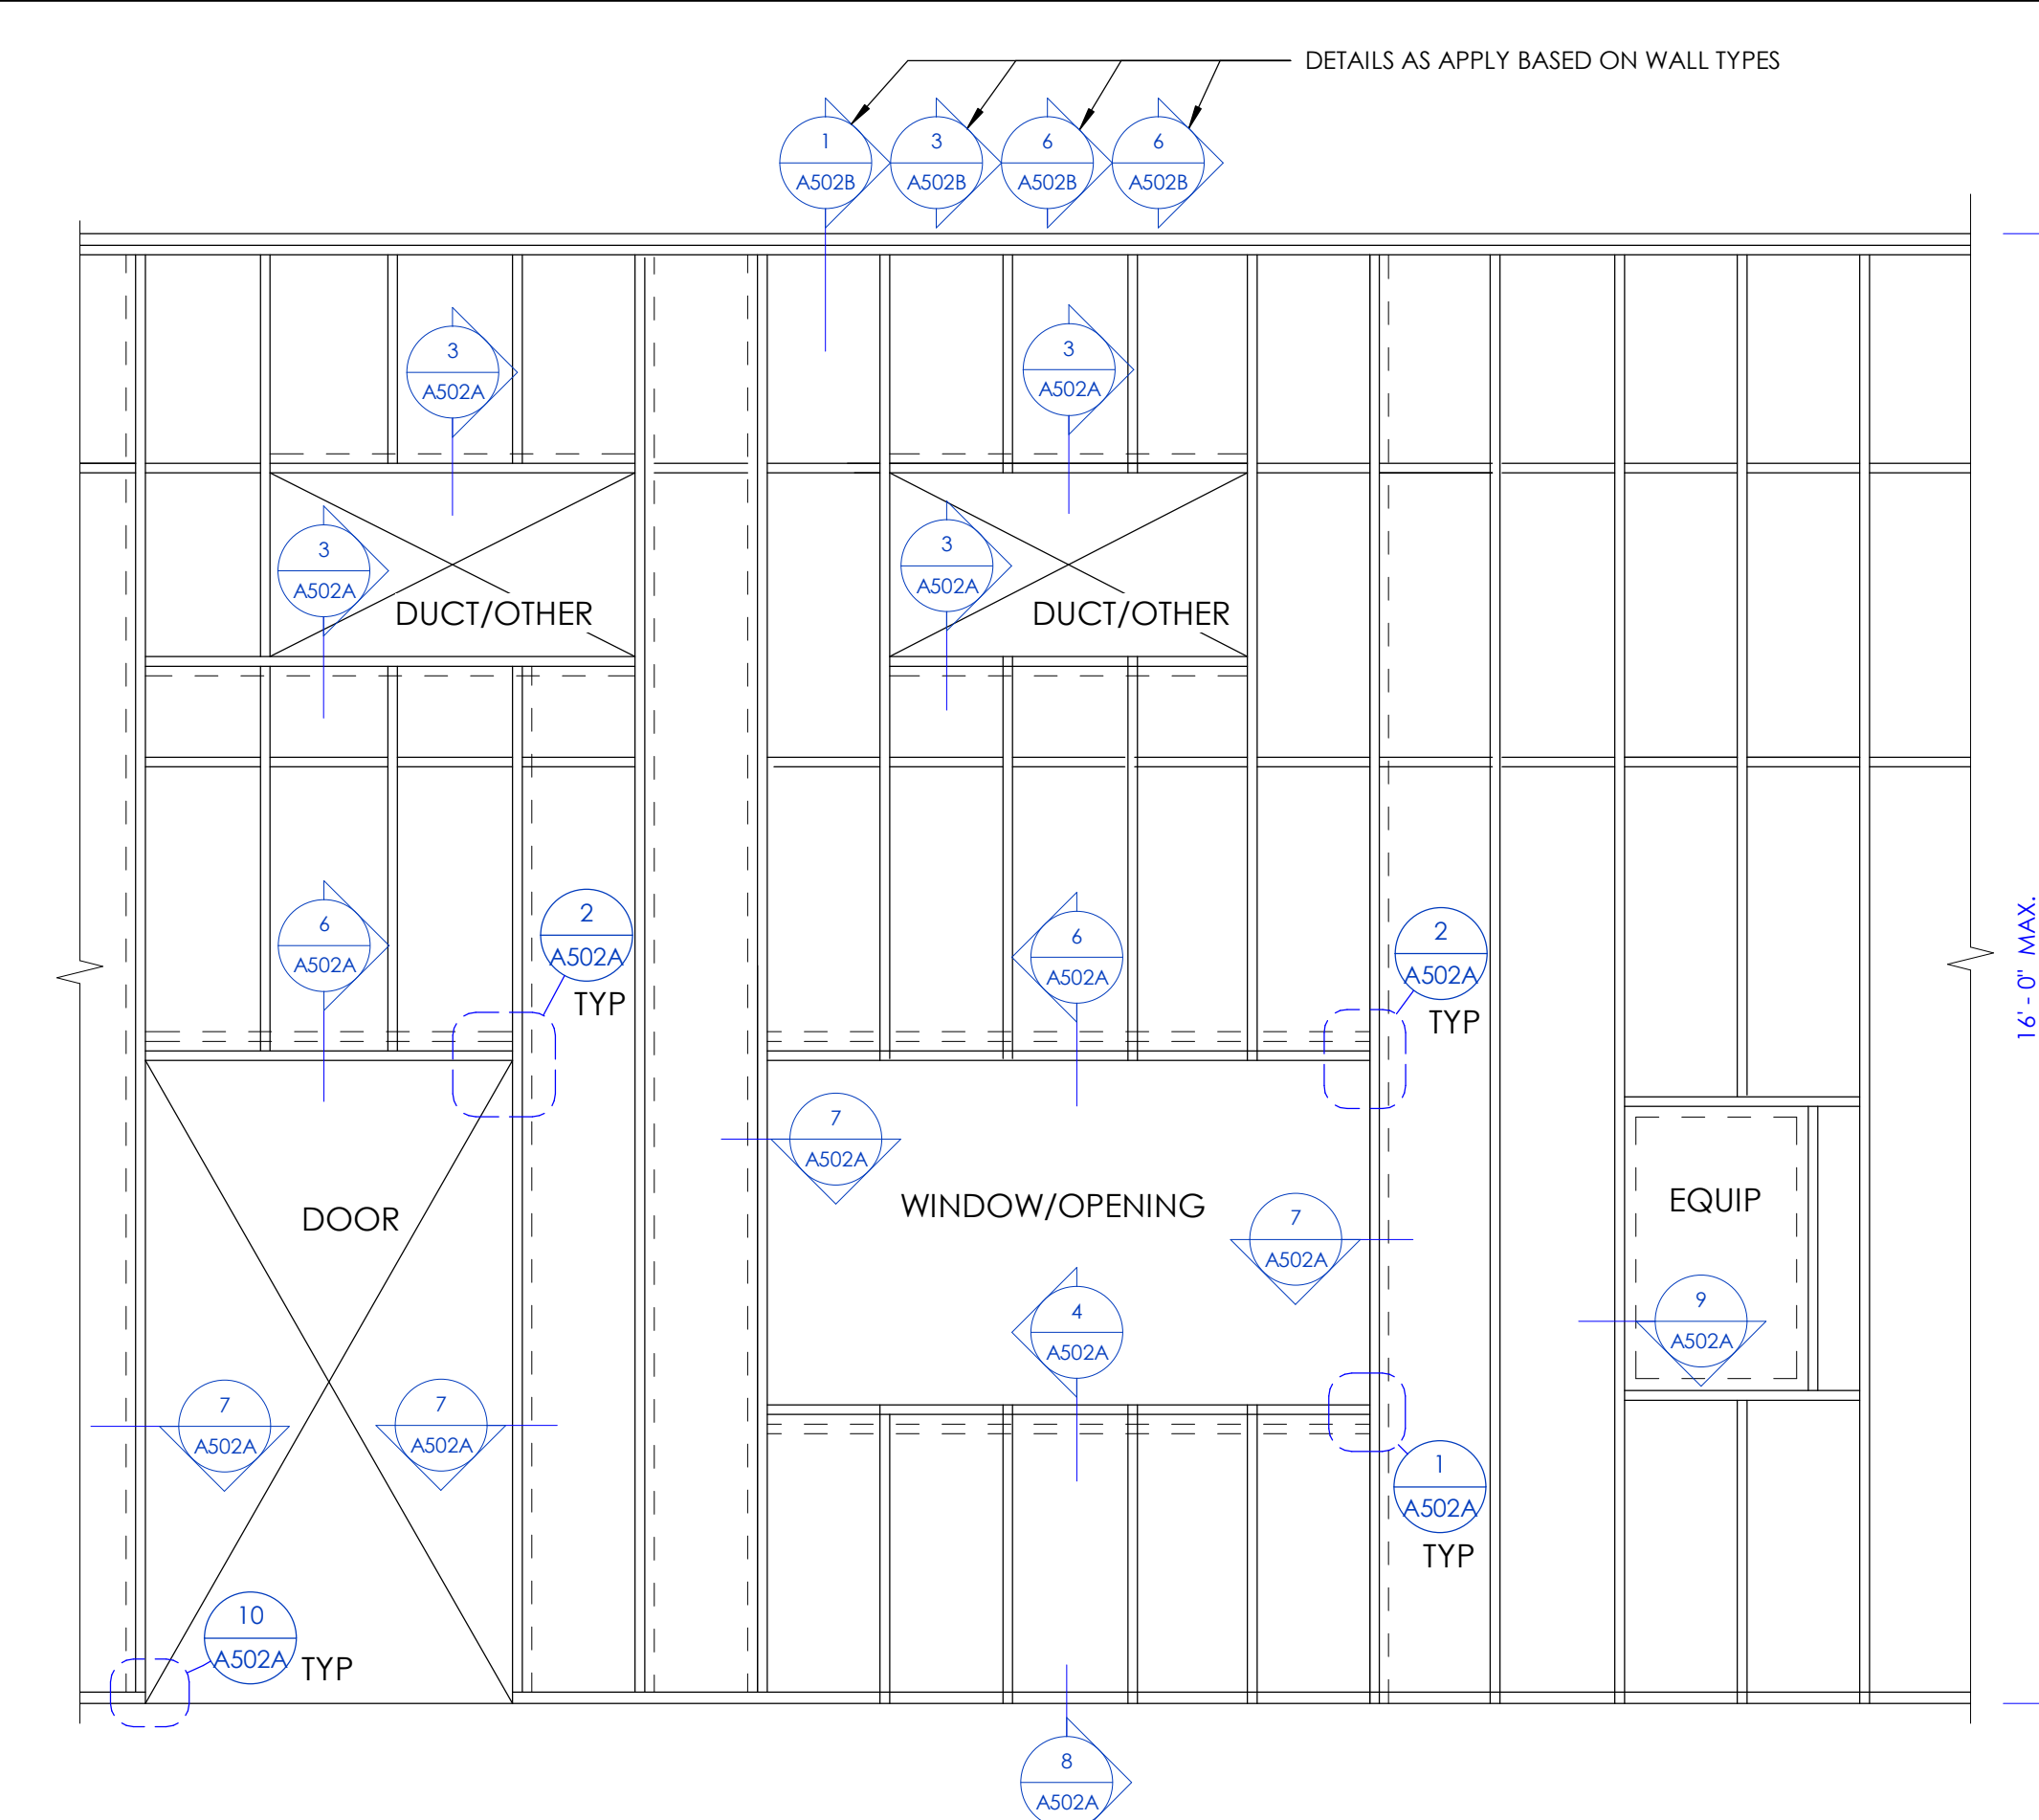 DETAILS AS APPLY BASED ON WALL TYPES
1
A502B
3
A502B
6
A502B
6
A502B
3
A502A
3
A502A
3
A502A
3
A502A
DUCT/OTHER
DUCT/OTHER
6
A502A
2
A502A
TYP
6
A502A
2
A502A
TYP
16' - 0" MAX.
7
A502A
DOOR
WINDOW/OPENING
7
A502A
EQUIP
4
A502A
9
A502A
7
A502A
7
A502A
1
A502A
TYP
10
A502A
TYP
8
A502A